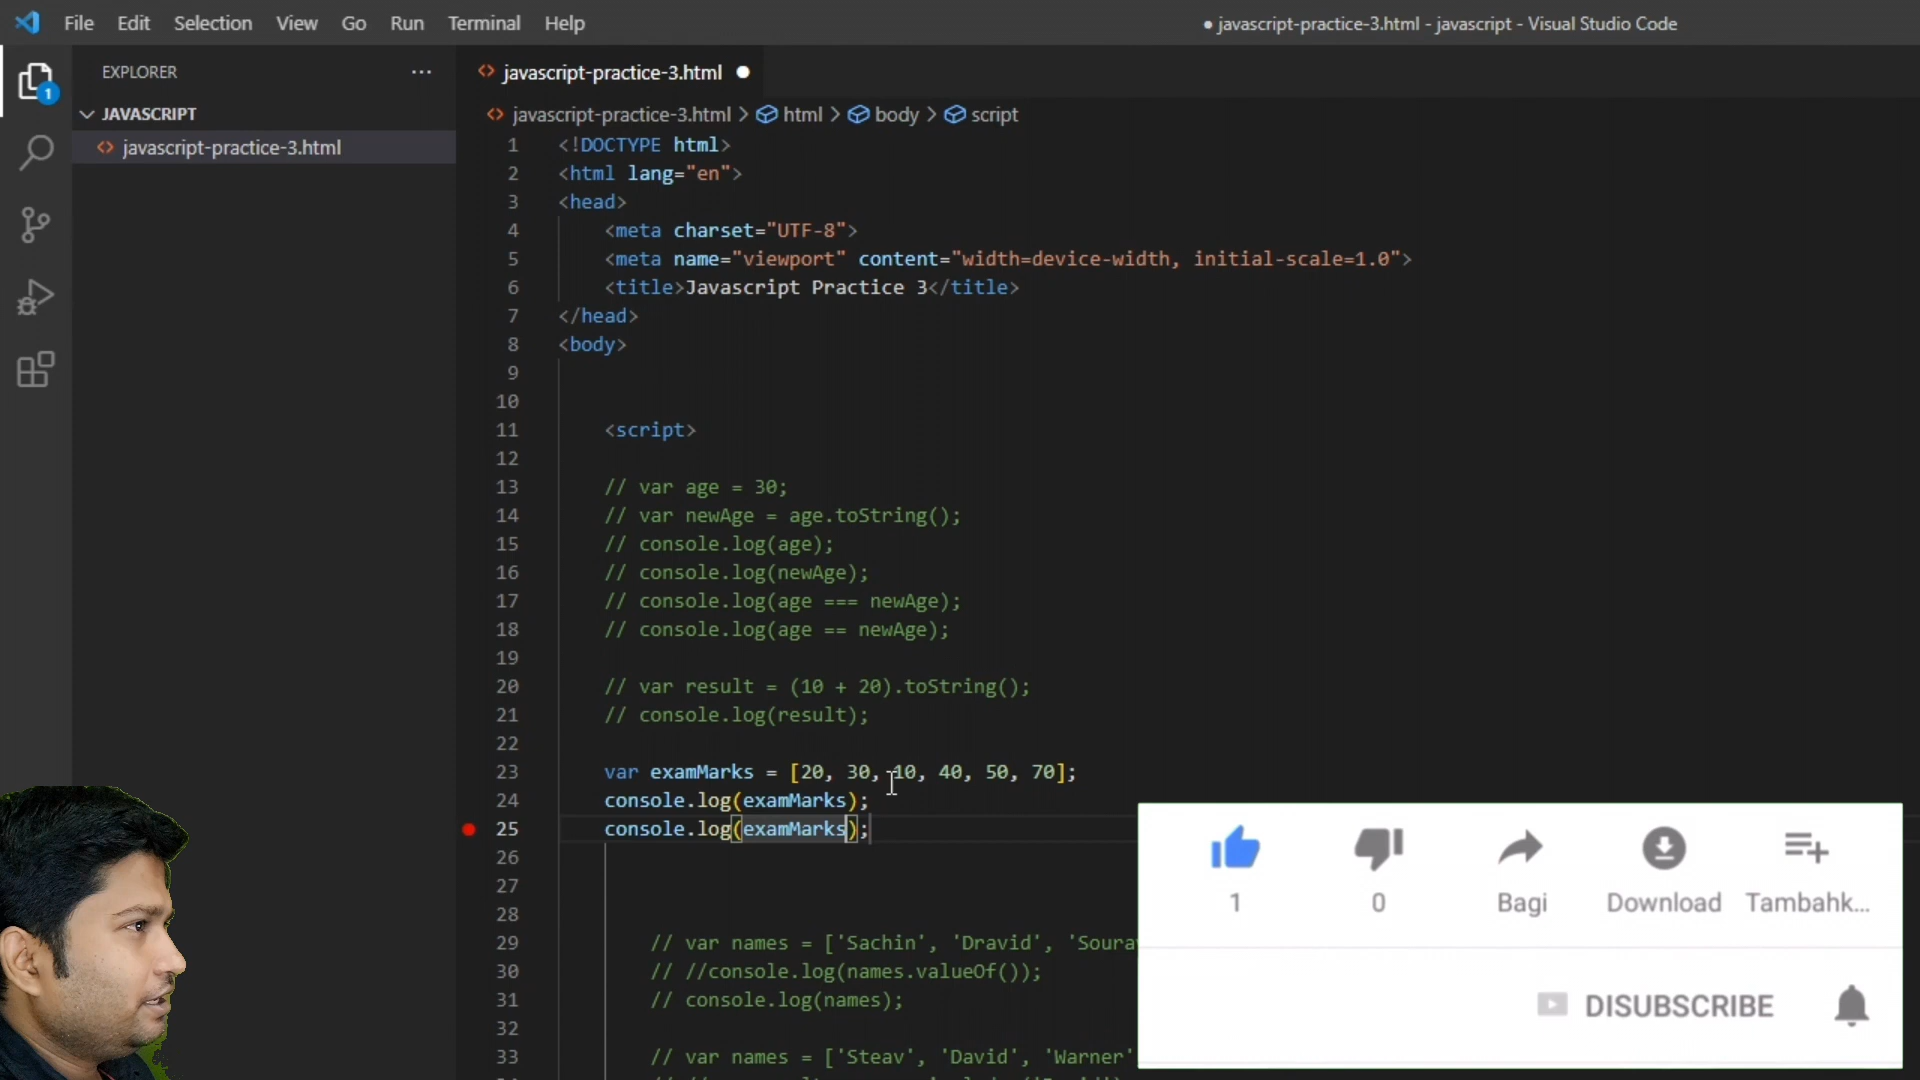 File Edit Selection View Go Run Terminal Help
● javascript-practice-3.html - javascript - Visual Studio Code
EXPLORER ···
1
JAVASCRIPT
javascript-practice-3.html
javascript-practice-3.html
javascript-practice-3.html > html > body > script
1 <!DOCTYPE html>
2 <html lang="en">
3 <head>
4 <meta charset="UTF-8">
5 <meta name="viewport" content="width=device-width, initial-scale=1.0">
6 <title>Javascript Practice 3</title>
7 </head>
8 <body>
9
10
11 <script>
12
13 // var age = 30;
14 // var newAge = age.toString();
15 // console.log(age);
16 // console.log(newAge);
17 // console.log(age === newAge);
18 // console.log(age == newAge);
19
20 // var result = (10 + 20).toString();
21 // console.log(result);
22
23 var examMarks = [20, 30, 10, 40, 50, 70];
24 console.log(examMarks);
25 console.log(examMarks);
26
27
28
29 // var names = ['Sachin', 'Dravid', 'Soura
30 // //console.log(names.valueOf());
31 // console.log(names);
32
33 // var names = ['Steav', 'David', 'Warner'
1 0 Bagi Download Tambahk...
DISUBSCRIBE